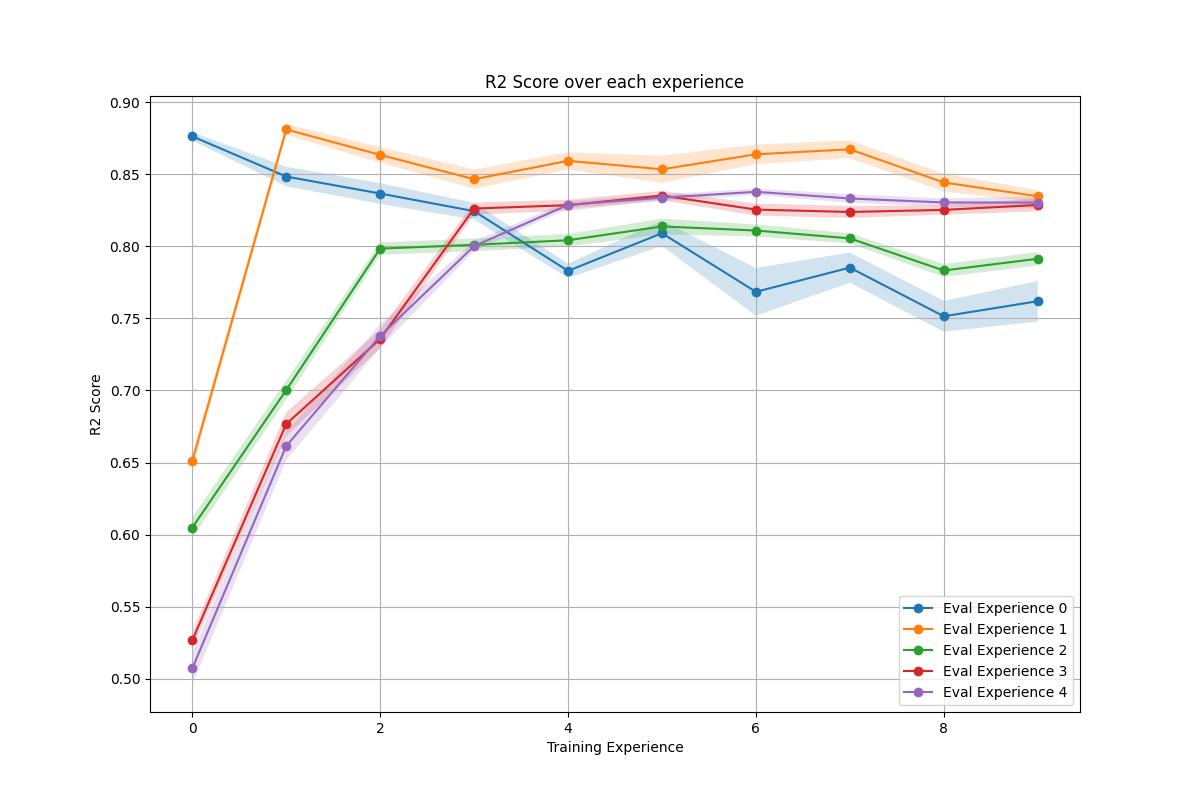 R2 Score over each experience
0.90
0.85
0.80
0.75
0.70
0.65
0.60
0.55
0.50
R2 Score
0 2 4 6 8
Training Experience
Eval Experience 0
Eval Experience 1
Eval Experience 2
Eval Experience 3
Eval Experience 4